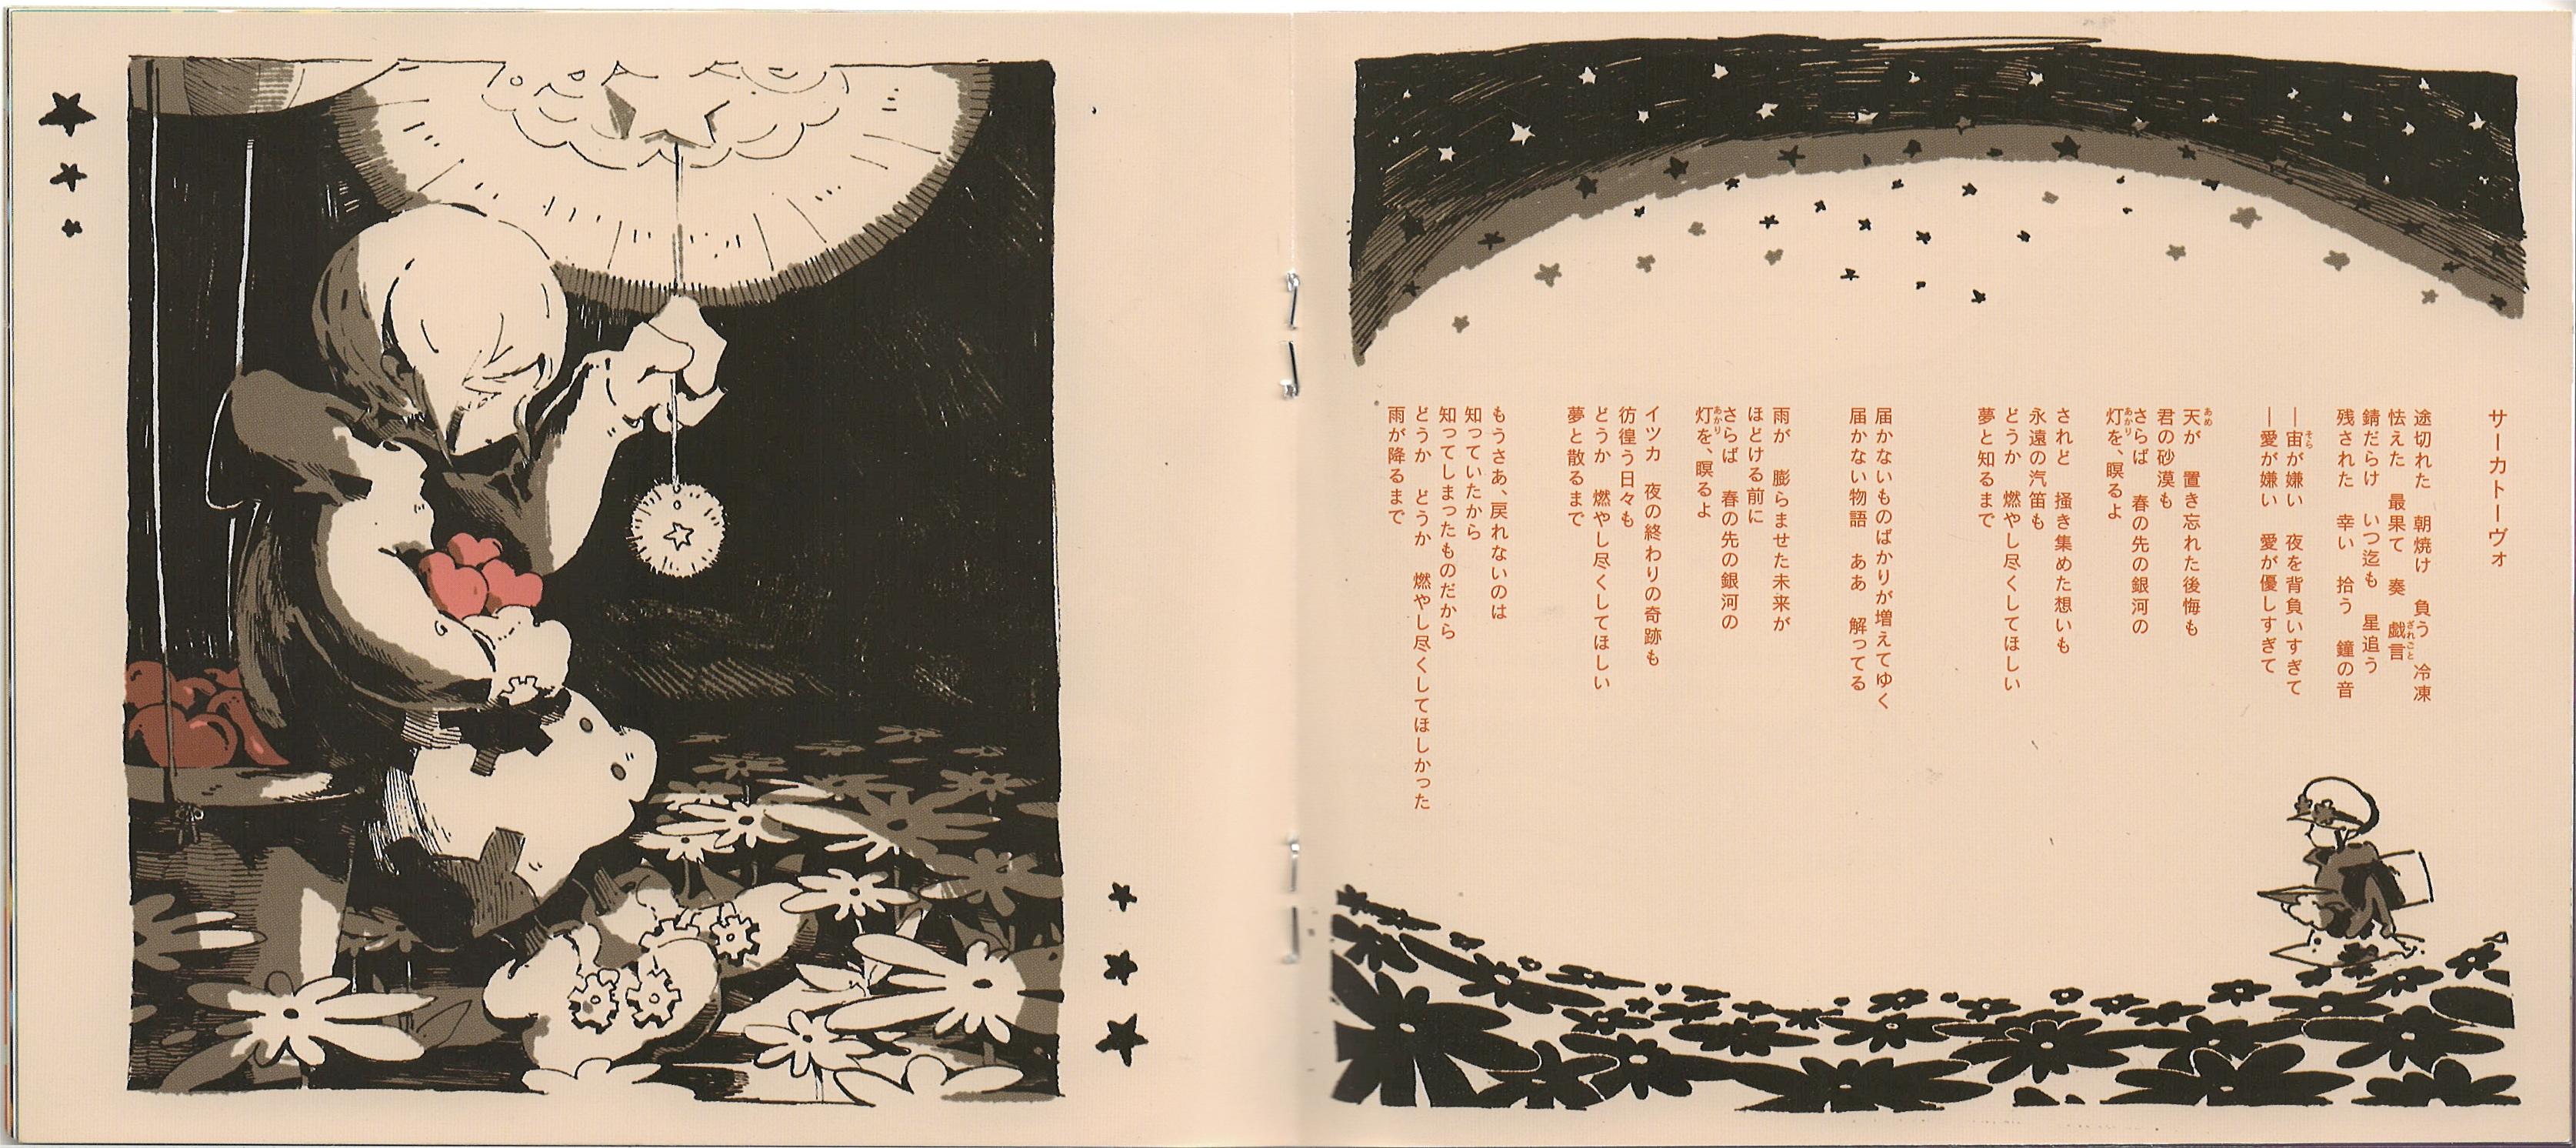 サーカトーヴォ
途切れた　朝焼け　負う　冷凍
怯えた　最果て　奏　戯言
錆だらけ　いつ迄も　星追う
残された　幸い　拾う　鐘の音
―宙が嫌い　夜を背負いすぎて
―愛が嫌い　愛が優しすぎて
天が　置き忘れた後悔も
君の砂漠も
さらば　春の先の銀河の
灯を、瞑るよ
されど　掻き集めた想いも
永遠の汽笛も
どうか　燃やし尽くしてほしい
夢と知るまで
届かないものばかりが増えてゆく
届かない物語　ああ　解ってる
雨が　膨らませた未来が
ほどける前に
さらば　春の先の銀河の
灯を、瞑るよ
イツカ　夜の終わりの奇跡も
彷徨う日々も
どうか　燃やし尽くしてほしい
夢と散るまで
もうさあ、戻れないのは
知っていたから
知ってしまったものだから
どうか　どうか　燃やし尽くしてほしかった
雨が降るまで